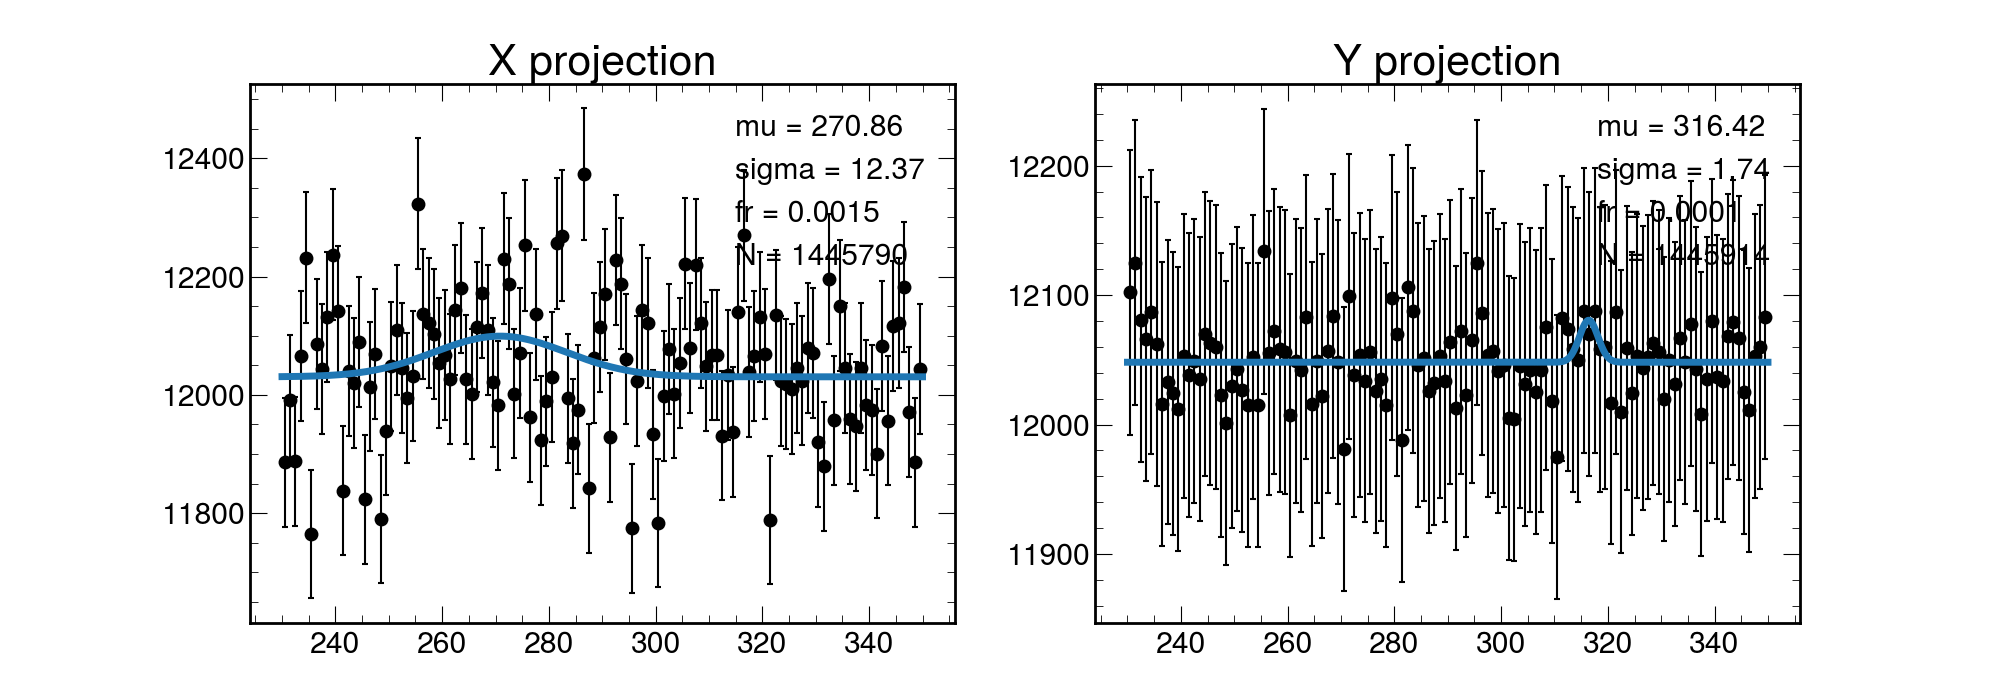 X projection
Y projection
mu = 270.86
sigma = 12.37
fr = 0.0015
N = 1445790
mu = 316.42
sigma = 1.74
fr = 0.0001
N = 1445914
12400
12200
12000
11800
240 260 280 300 320 340
12200
12100
12000
11900
240 260 280 300 320 340